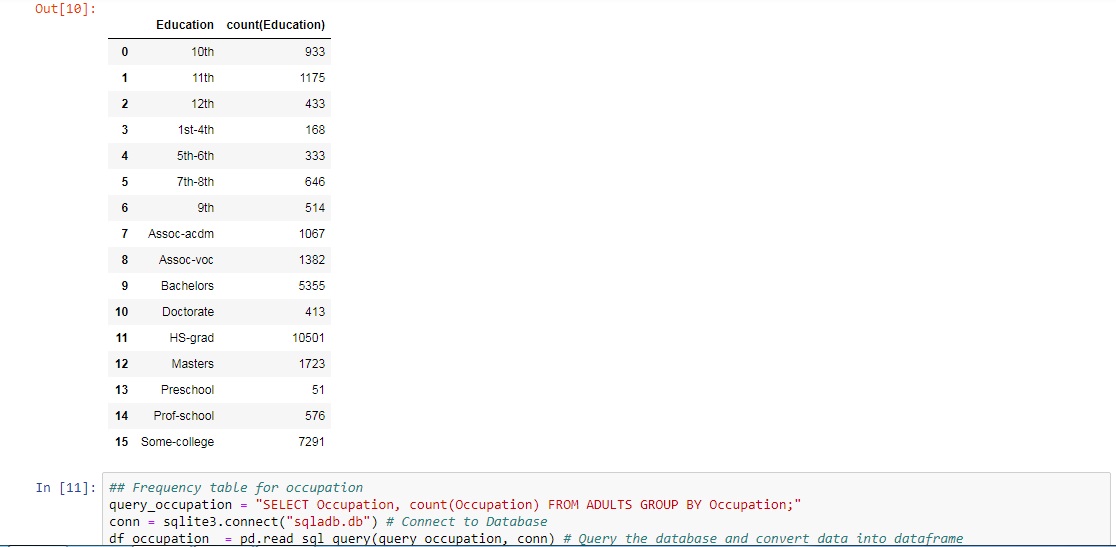 Out[10]:
Education count(Education)
0 10th 933
1 11th 1175
2 12th 433
3 1st-4th 168
4 5th-6th 333
5 7th-8th 646
6 9th 514
7 Assoc-acdm 1067
8 Assoc-voc 1382
9 Bachelors 5355
10 Doctorate 413
11 HS-grad 10501
12 Masters 1723
13 Preschool 51
14 Prof-school 576
15 Some-college 7291
In [11]: ## Frequency table for occupation
query_occupation = "SELECT Occupation, count(Occupation) FROM ADULTS GROUP BY Occupation;"
conn = sqlite3.connect("sqladb.db") # Connect to Database
df_occupation = pd.read_sql_query(query_occupation, conn) # Query the database and convert data into dataframe